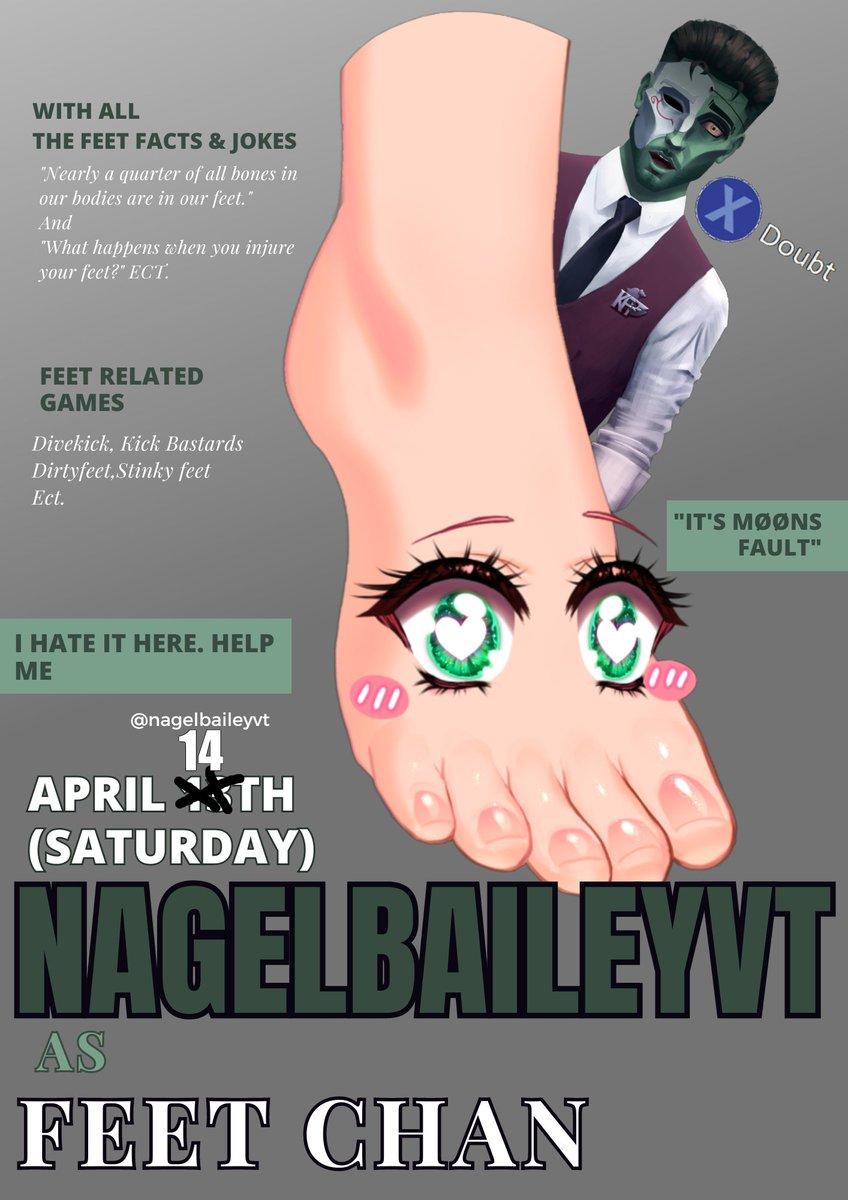 WITH ALL
THE FEET FACTS & JOKES
"Nearly a quarter of all bones in
our bodies are in our feet."
And
"What happens when you injure
your feet?" ECT.
X
Doubt
FEET RELATED
GAMES
Divekick, Kick Bastards
Dirtyfeet,Stinky feet
Ect.
"IT'S MØØNS
FAULT"
I HATE IT HERE. HELP
ME
@nagelbaileyvt
14
APRIL TH
(SATURDAY)
NAGELBAILEYVT
AS
FEET CHAN